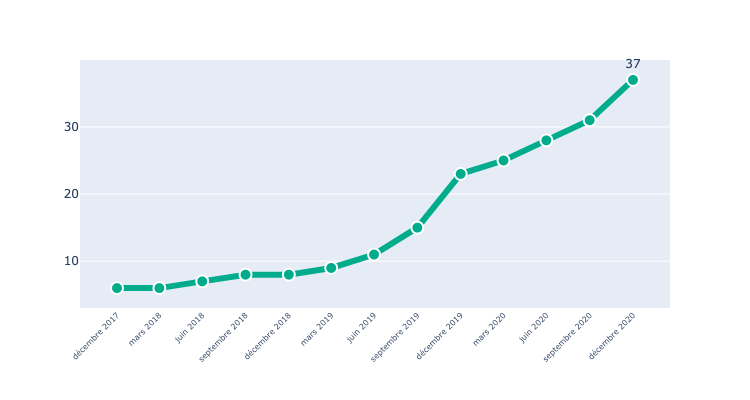 37
30
20
10
décembre 2017
mars 2018
juin 2018
septembre 2018
décembre 2018
mars 2019
juin 2019
septembre 2019
décembre 2019
mars 2020
juin 2020
septembre 2020
décembre 2020